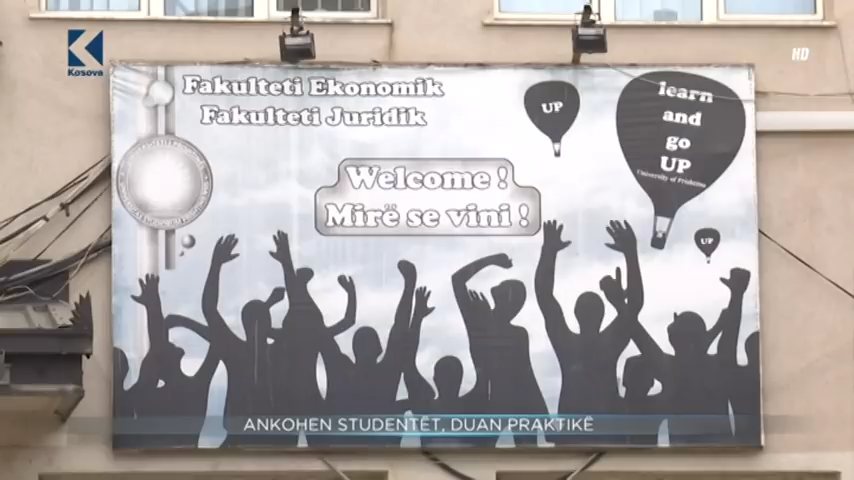 Kosova
HD
Fakulteti Ekonomik
Fakulteti Juridik
UP
learn
and
go
UP
University of Prishtina
Welcome !
Mirë se vini !
UP
ANKOHEN STUDENTËT, DUAN PRAKTIKË